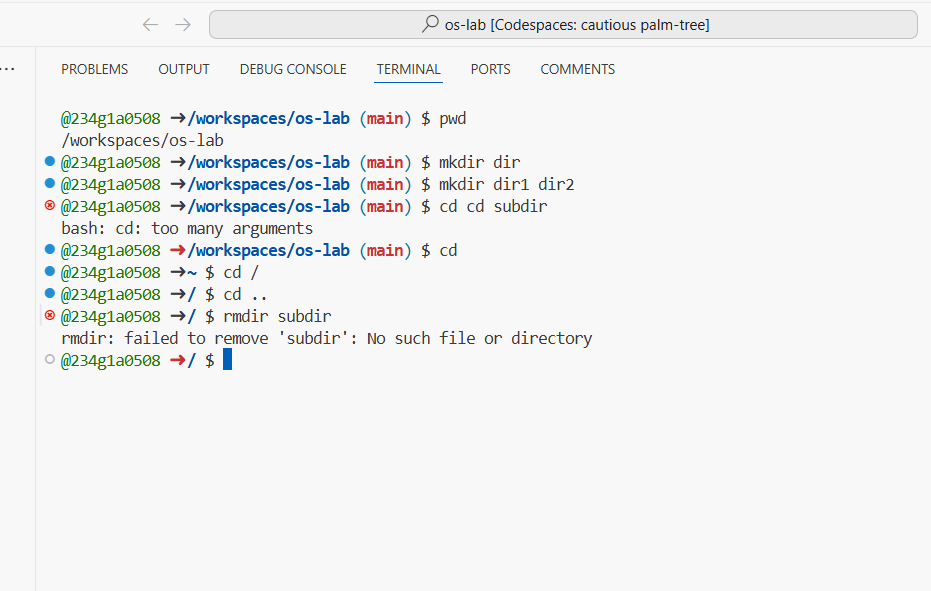 os-lab [Codespaces: cautious palm-tree]
PROBLEMS OUTPUT DEBUG CONSOLE TERMINAL PORTS COMMENTS
@234g1a0508 ➜/workspaces/os-lab (main) $ pwd
/workspaces/os-lab
@234g1a0508 ➜/workspaces/os-lab (main) $ mkdir dir
@234g1a0508 ➜/workspaces/os-lab (main) $ mkdir dir1 dir2
@234g1a0508 ➜/workspaces/os-lab (main) $ cd cd subdir
bash: cd: too many arguments
@234g1a0508 ➜/workspaces/os-lab (main) $ cd
@234g1a0508 ➜~ $ cd /
@234g1a0508 ➜/ $ cd ..
@234g1a0508 ➜/ $ rmdir subdir
rmdir: failed to remove 'subdir': No such file or directory
@234g1a0508 ➜/ $